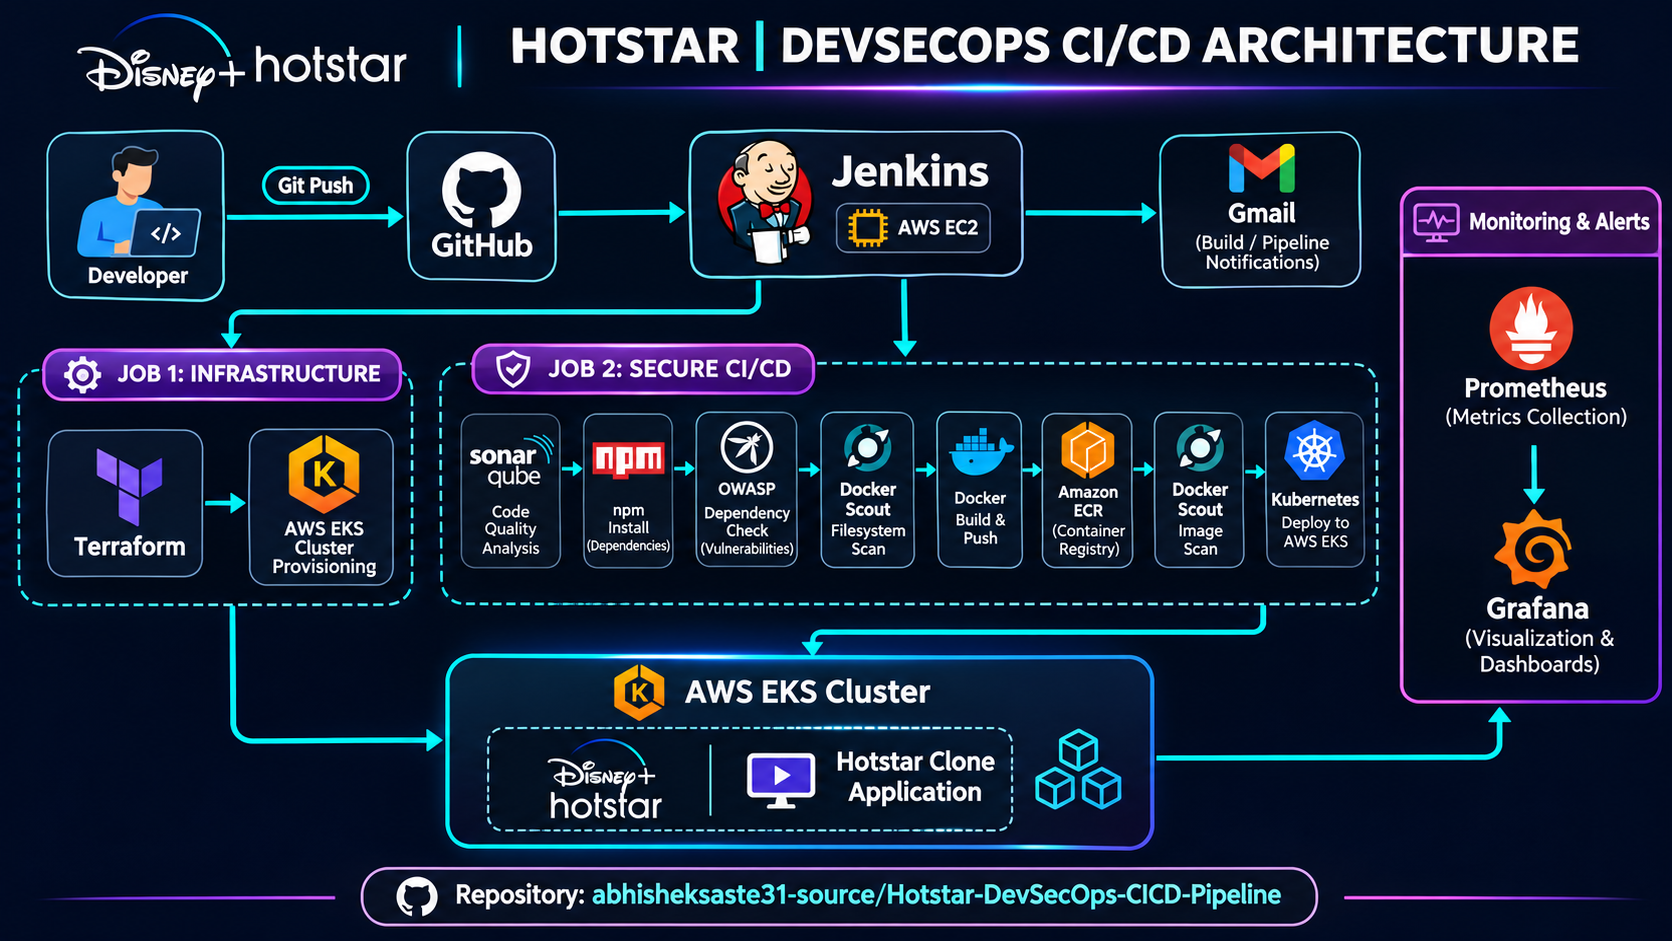 Disney+ hotstar
HOTSTAR | DEVSECOPS CI/CD ARCHITECTURE
Developer
</>
Git Push
GitHub
Jenkins
AWS EC2
Gmail
(Build / Pipeline
Notifications)
Monitoring & Alerts
Prometheus
(Metrics Collection)
Grafana
(Visualization &
Dashboards)
JOB 1: INFRASTRUCTURE
Terraform
K
AWS EKS
Cluster
Provisioning
JOB 2: SECURE CI/CD
sonar
qube
Code
Quality
Analysis
npm
npm
Install
(Dependencies)
OWASP
Dependency
Check
(Vulnerabilities)
Docker
Scout
Filesystem
Scan
Docker
Build &
Push
Amazon
ECR
(Container
Registry)
Docker
Scout
Image
Scan
Kubernetes
Deploy to
AWS EKS
K
AWS EKS Cluster
Disney+
hotstar
Hotstar Clone
Application
Repository: abhisheksaste31-source/Hotstar-DevSecOps-CICD-Pipeline